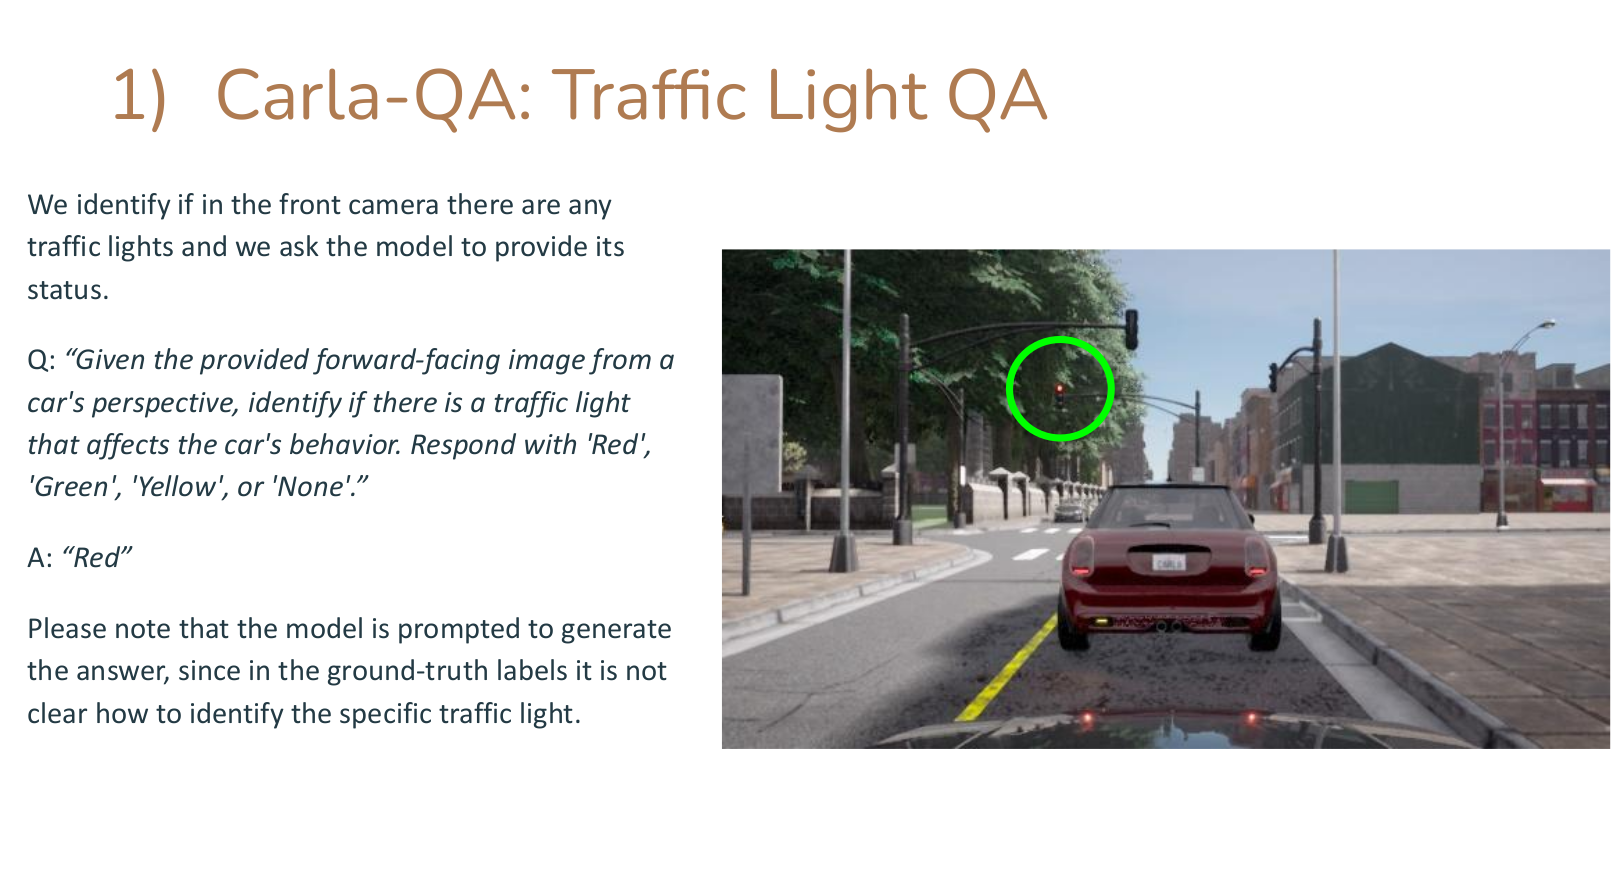 1) Carla-QA: Traffic Light QA
We identify if in the front camera there are any
traffic lights and we ask the model to provide its
status.
Q: “Given the provided forward-facing image from a
car's perspective, identify if there is a traffic light
that affects the car's behavior. Respond with 'Red',
'Green', 'Yellow', or 'None'.”
A: “Red”
Please note that the model is prompted to generate
the answer, since in the ground-truth labels it is not
clear how to identify the specific traffic light.
CARLA